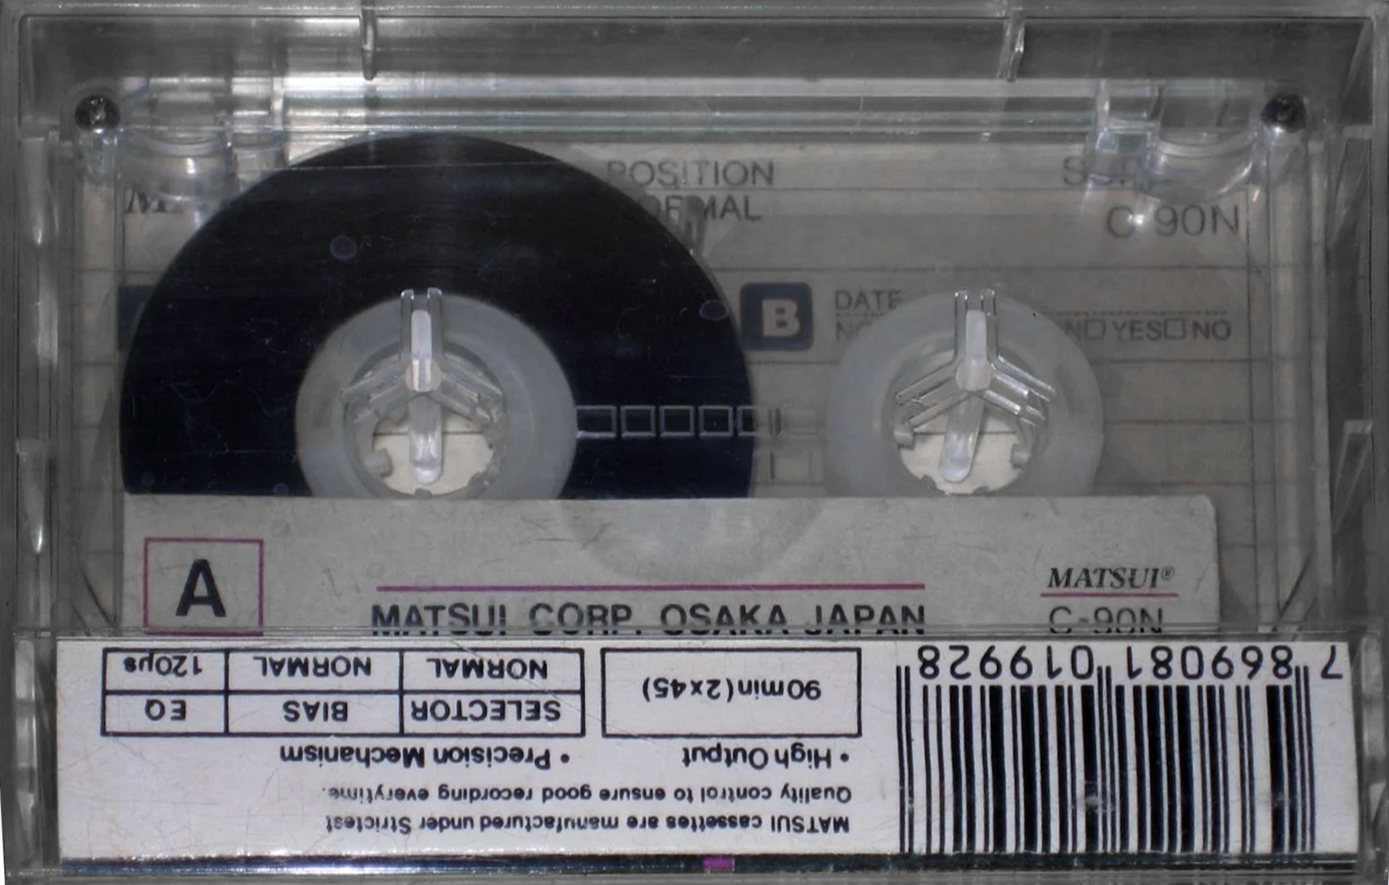 POSITION
NORMAL
C-90N
B
DATE
YES□ NO
A
MATSUI®
MATSUI CORP. OSAKA JAPAN
C-90N
MATSUI cassettes are manufactured under Strictest
Quality control to ensure good recording everytime.
• High Output • Precision Mechanism
90min (2x45)
SELECTOR BIAS EQ
NORMAL NORMAL 120µs
7 869081 019928